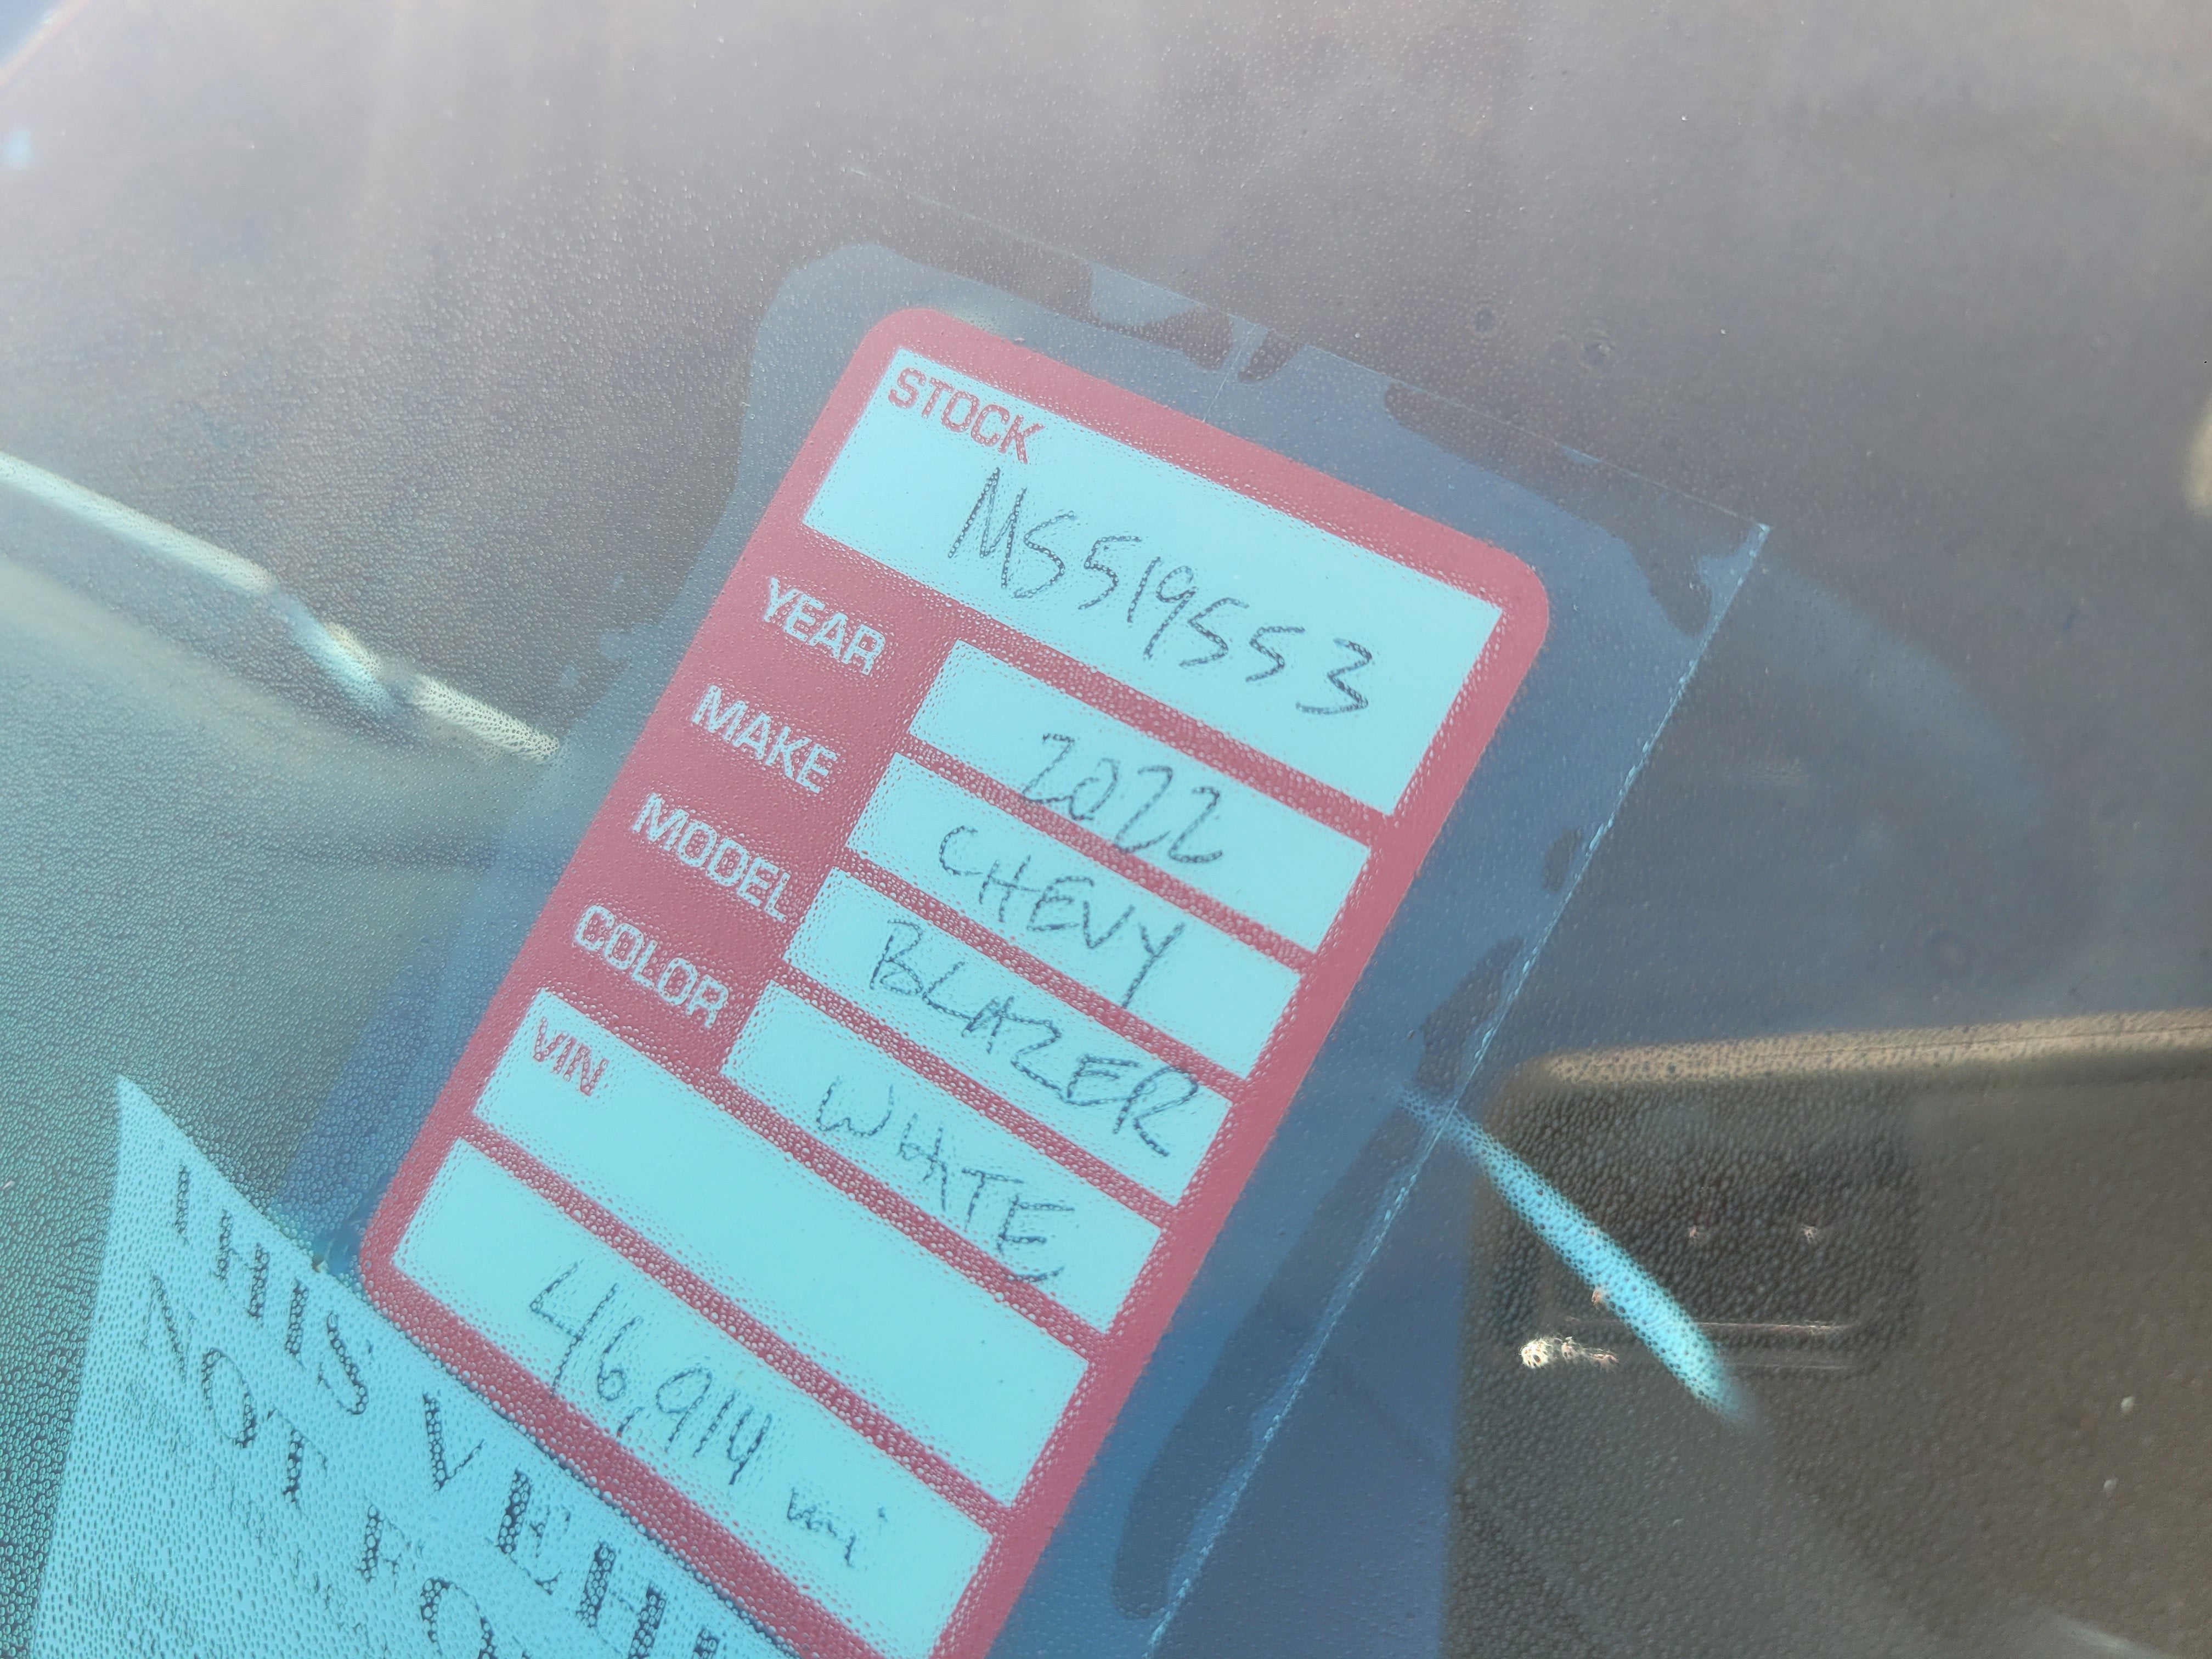 STOCK
MS519553
YEAR 2022
MAKE CHEVY
MODEL BLAZER
COLOR WHITE
VIN
46,914 mi
THIS VEHI
NOT FO